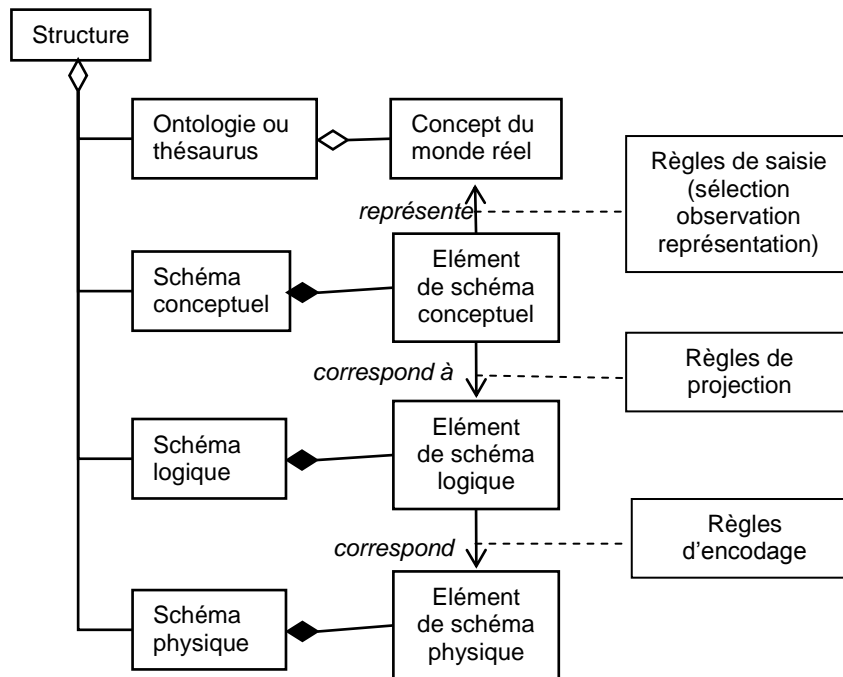 Structure
Ontologie ou
thésaurus
Concept du
monde réel
Règles de saisie
(sélection
observation
représentation)
représente
Schéma
conceptuel
Elément
de schéma
conceptuel
correspond à
Règles de
projection
Schéma
logique
Elément
de schéma
logique
correspond
Règles
d'encodage
Schéma
physique
Elément
de schéma
physique